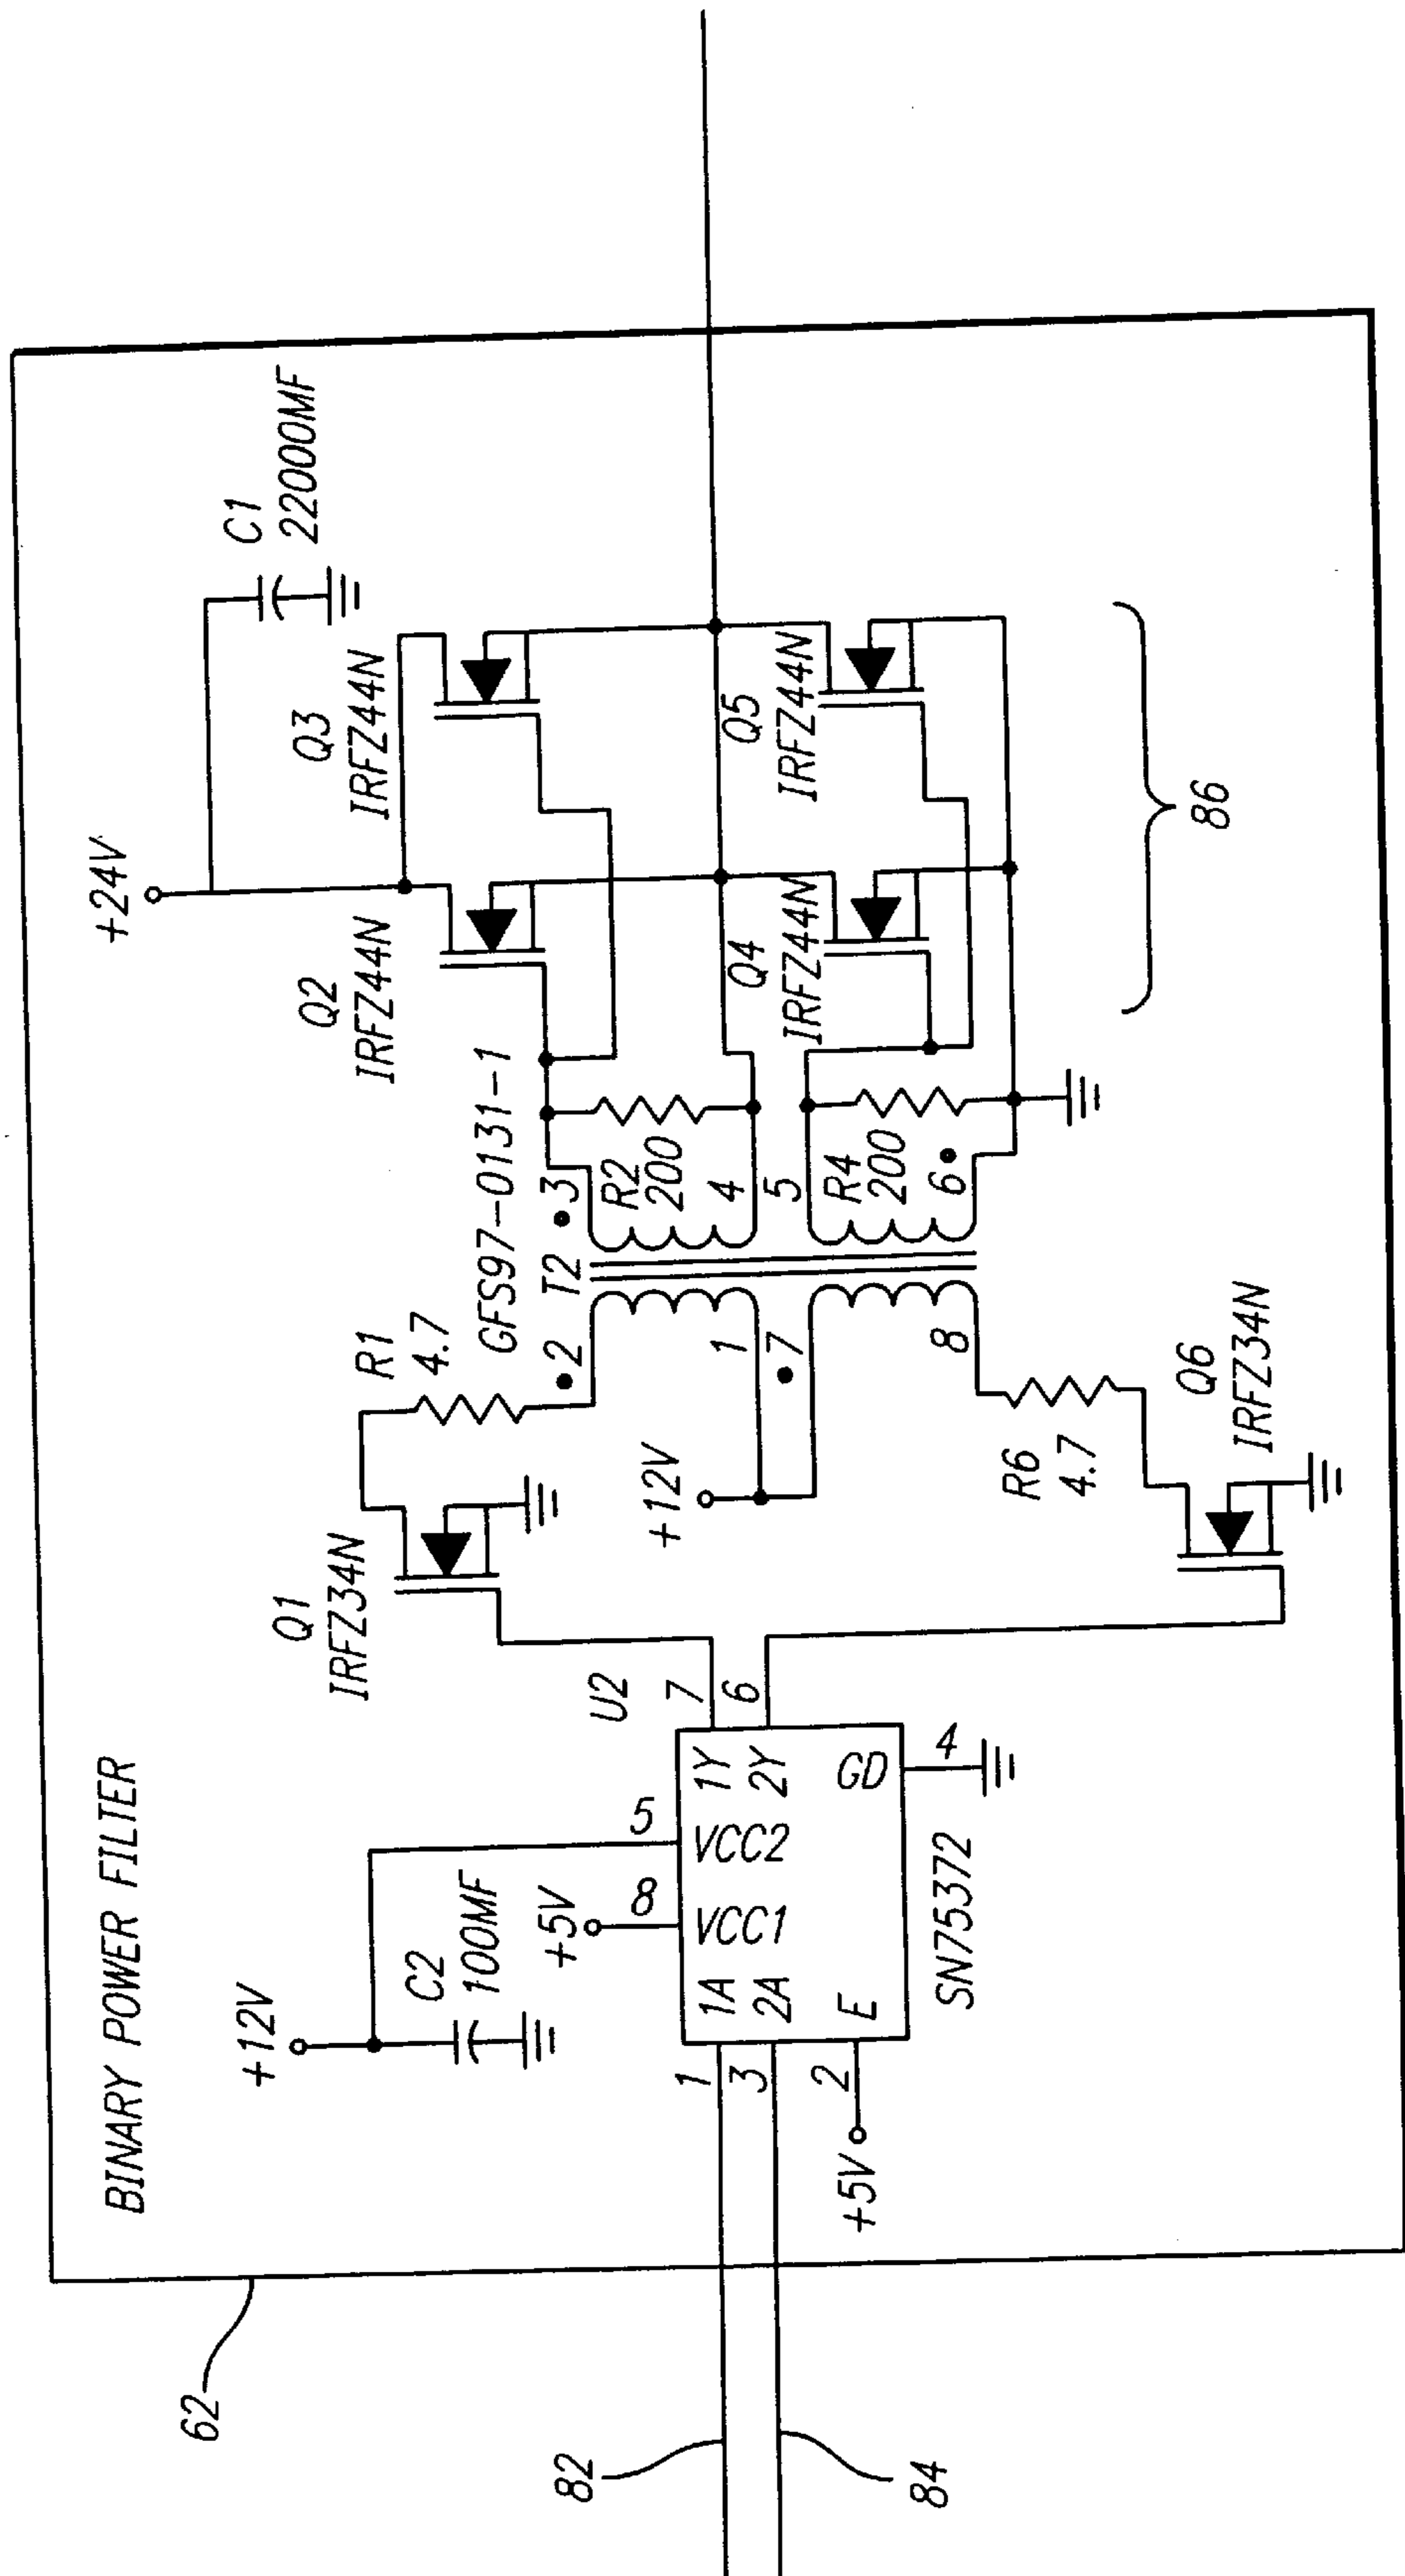 BINARY POWER FILTER
62
82
84
+12V
C2
100MF
+5V
8
5
1
3
2
+5V
1A
2A
E
VCC1
VCC2
1Y
2Y
GD
4
SN75372
U2
7
6
Q1
IRFZ34N
R1
4.7
+12V
R6
4.7
Q6
IRFZ34N
GFS97-0131-1
T2
2
1
7
8
3
4
5
6
R2
200
R4
200
+24V
C1
2200MF
Q2
IRFZ44N
Q3
IRFZ44N
Q4
IRFZ44N
Q5
IRFZ44N
86